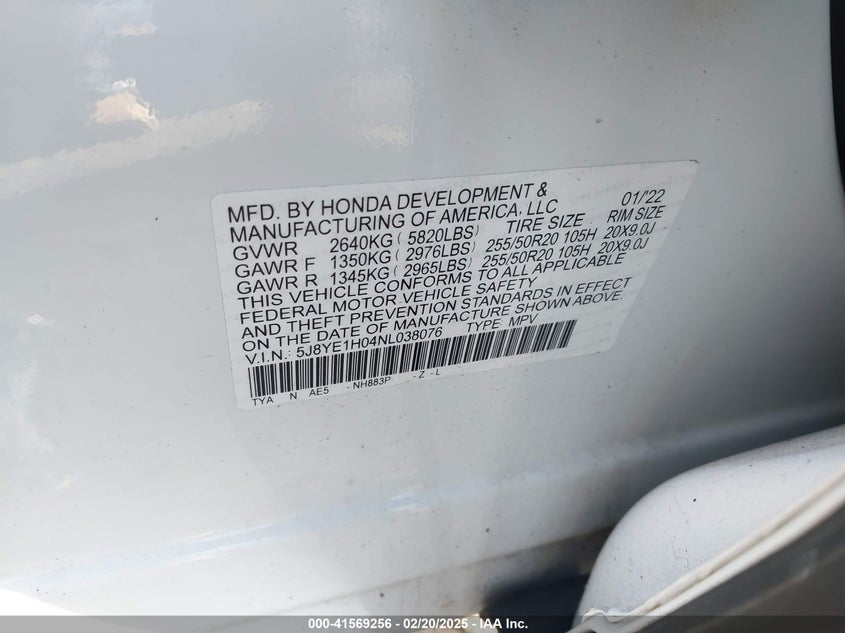 MFD. BY HONDA DEVELOPMENT & 01/'22
MANUFACTURING OF AMERICA, LLC
GVWR 2640KG ( 5820LBS) TIRE SIZE RIM SIZE
GAWR F 1350KG ( 2976LBS) 255/50R20 105H 20X9.0J
GAWR R 1345KG ( 2965LBS) 255/50R20 105H 20X9.0J
THIS VEHICLE CONFORMS TO ALL APPLICABLE
FEDERAL MOTOR VEHICLE SAFETY
AND THEFT PREVENTION STANDARDS IN EFFECT
ON THE DATE OF MANUFACTURE SHOWN ABOVE.
V.I.N.: 5J8YE1H04NL038076 TYPE MPV
TYA N AE5 -NH883P -Z -L
000-41569256 - 02/20/2025 - IAA Inc.